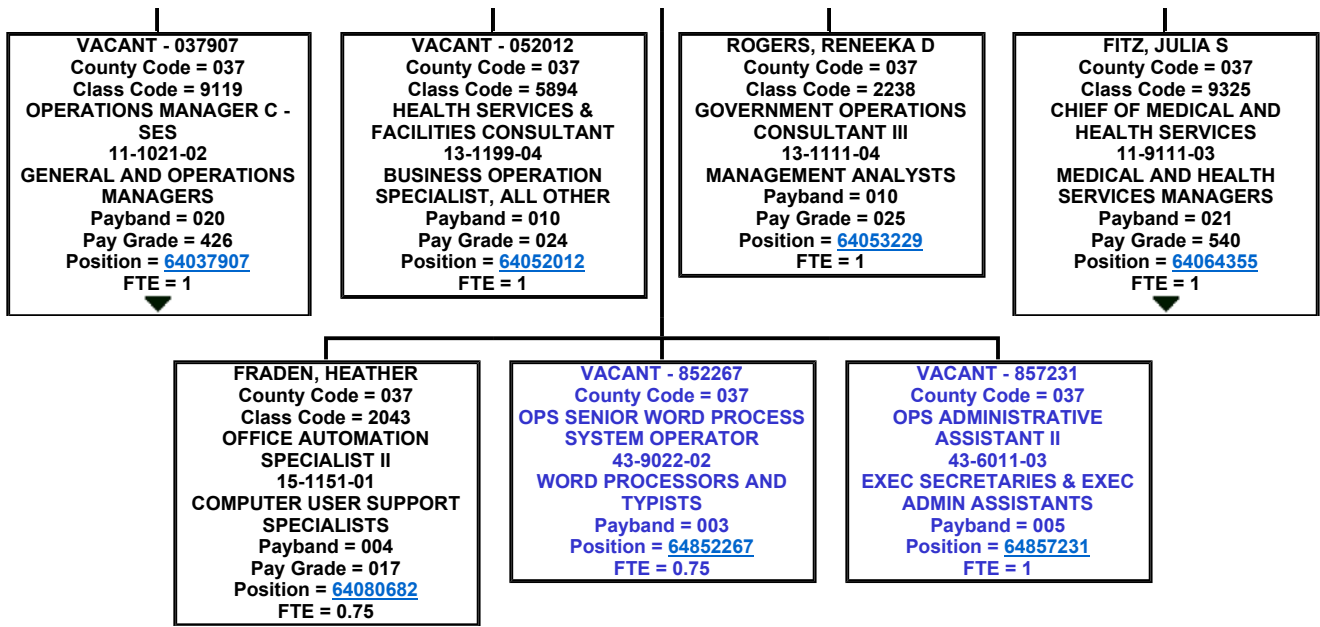 VACANT - 037907
County Code = 037
Class Code = 9119
OPERATIONS MANAGER C -
SES
11-1021-02
GENERAL AND OPERATIONS
MANAGERS
Payband = 020
Pay Grade = 426
Position = 64037907
FTE = 1
VACANT - 052012
County Code = 037
Class Code = 5894
HEALTH SERVICES &
FACILITIES CONSULTANT
13-1199-04
BUSINESS OPERATION
SPECIALIST, ALL OTHER
Payband = 010
Pay Grade = 024
Position = 64052012
FTE = 1
ROGERS, RENEEKA D
County Code = 037
Class Code = 2238
GOVERNMENT OPERATIONS
CONSULTANT III
13-1111-04
MANAGEMENT ANALYSTS
Payband = 010
Pay Grade = 025
Position = 64053229
FTE = 1
FITZ, JULIA S
County Code = 037
Class Code = 9325
CHIEF OF MEDICAL AND
HEALTH SERVICES
11-9111-03
MEDICAL AND HEALTH
SERVICES MANAGERS
Payband = 021
Pay Grade = 540
Position = 64064355
FTE = 1
FRADEN, HEATHER
County Code = 037
Class Code = 2043
OFFICE AUTOMATION
SPECIALIST II
15-1151-01
COMPUTER USER SUPPORT
SPECIALISTS
Payband = 004
Pay Grade = 017
Position = 64080682
FTE = 0.75
VACANT - 852267
County Code = 037
OPS SENIOR WORD PROCESS
SYSTEM OPERATOR
43-9022-02
WORD PROCESSORS AND
TYPISTS
Payband = 003
Position = 64852267
FTE = 0.75
VACANT - 857231
County Code = 037
OPS ADMINISTRATIVE
ASSISTANT II
43-6011-03
EXEC SECRETARIES & EXEC
ADMIN ASSISTANTS
Payband = 005
Position = 64857231
FTE = 1